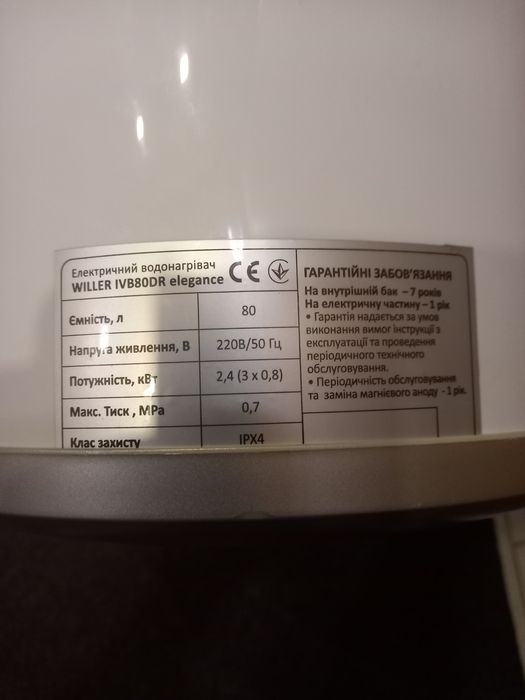 Електричний водонагрівач
WILLER IVB80DR elegance CE
Ємність, л 80
Напруга живлення, В 220В/50 Гц
Потужність, кВт 2,4 (3 x 0,8)
Макс. Тиск , MPa 0,7
Клас захисту IPX4
ГАРАНТІЙНІ ЗАБОВ'ЯЗАННЯ
На внутрішній бак – 7 років
На електричну частину – 1 рік
• Гарантія надається за умов
виконання вимог інструкції з
експлуатації та проведення
періодичного технічного
обслуговування.
• Періодичність обслуговування
та заміна магнієвого аноду - 1 рік.